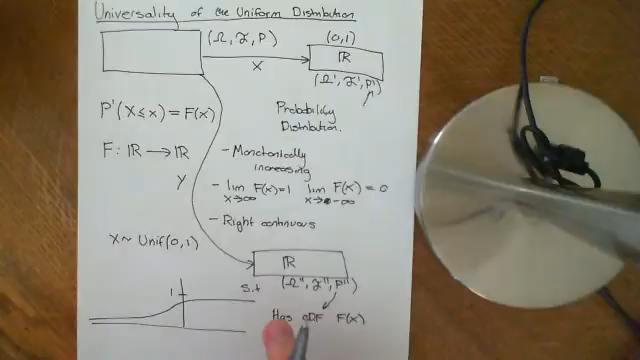 Universality of the Uniform Distribution
(Ω, ℱ, P)
X
(0,1)
ℝ
(Ω', ℱ', P')
Probability
Distribution.
P'(X ≤ x) = F(x)
F: ℝ → ℝ
Y
- Monotonically
increasing
- lim F(x)=1 lim F(x) = 0
x→∞ x→-∞
- Right continuous
X ~ Unif(0,1)
ℝ
s.t (Ω'', ℱ'', P'')
1
Has CDF F(x)